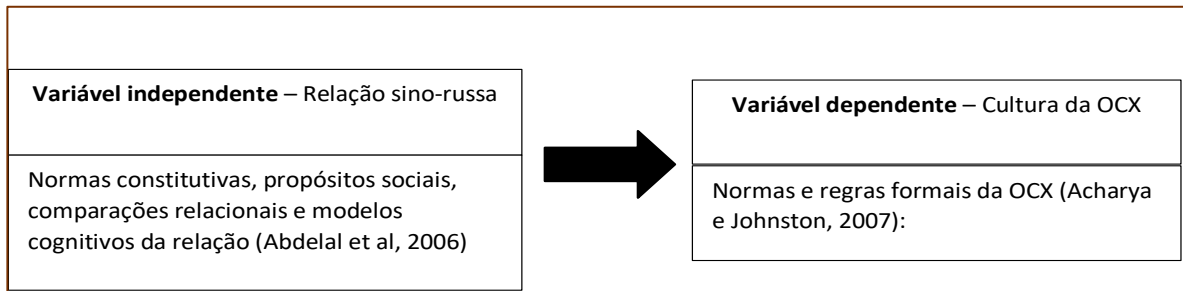 Variável independente – Relação sino-russa
Normas constitutivas, propósitos sociais,
comparações relacionais e modelos
cognitivos da relação (Abdelal et al, 2006)
Variável dependente – Cultura da OCX
Normas e regras formais da OCX (Acharya
e Johnston, 2007):